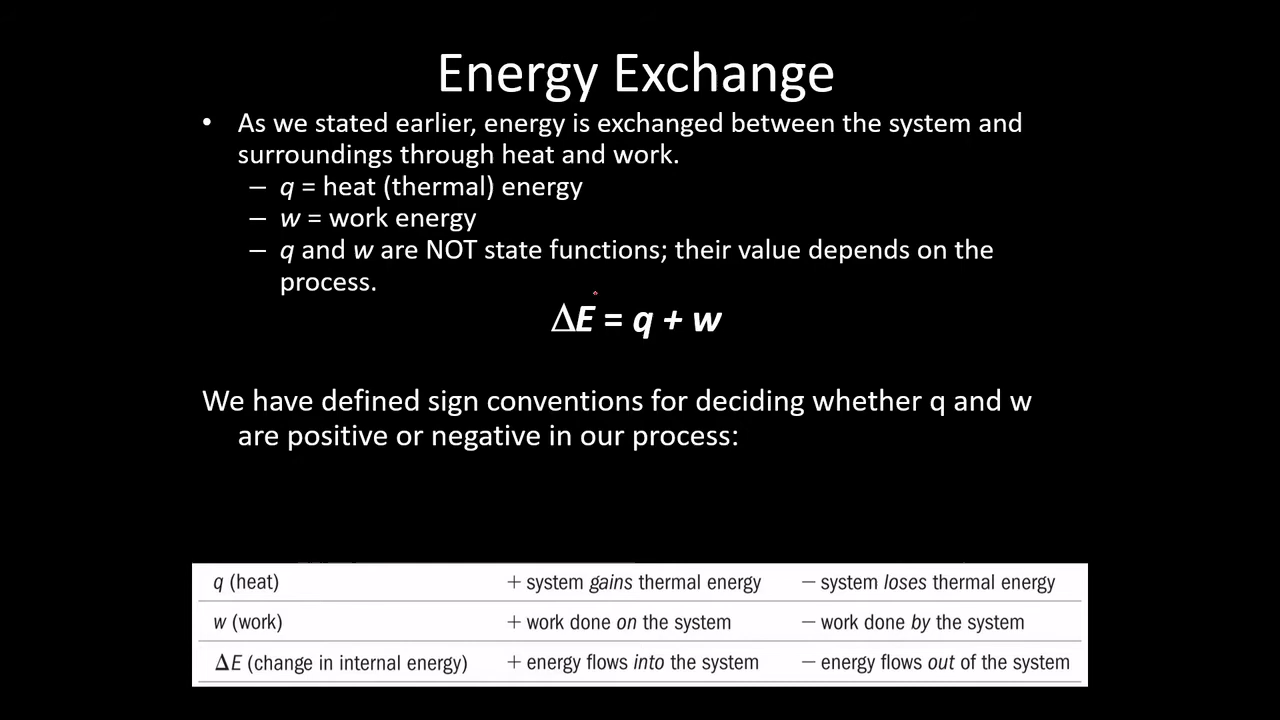 Energy Exchange
• As we stated earlier, energy is exchanged between the system and
surroundings through heat and work.
– q = heat (thermal) energy
– w = work energy
– q and w are NOT state functions; their value depends on the
process.
ΔE = q + w
We have defined sign conventions for deciding whether q and w
are positive or negative in our process:
q (heat) + system gains thermal energy − system loses thermal energy
w (work) + work done on the system − work done by the system
ΔE (change in internal energy) + energy flows into the system − energy flows out of the system